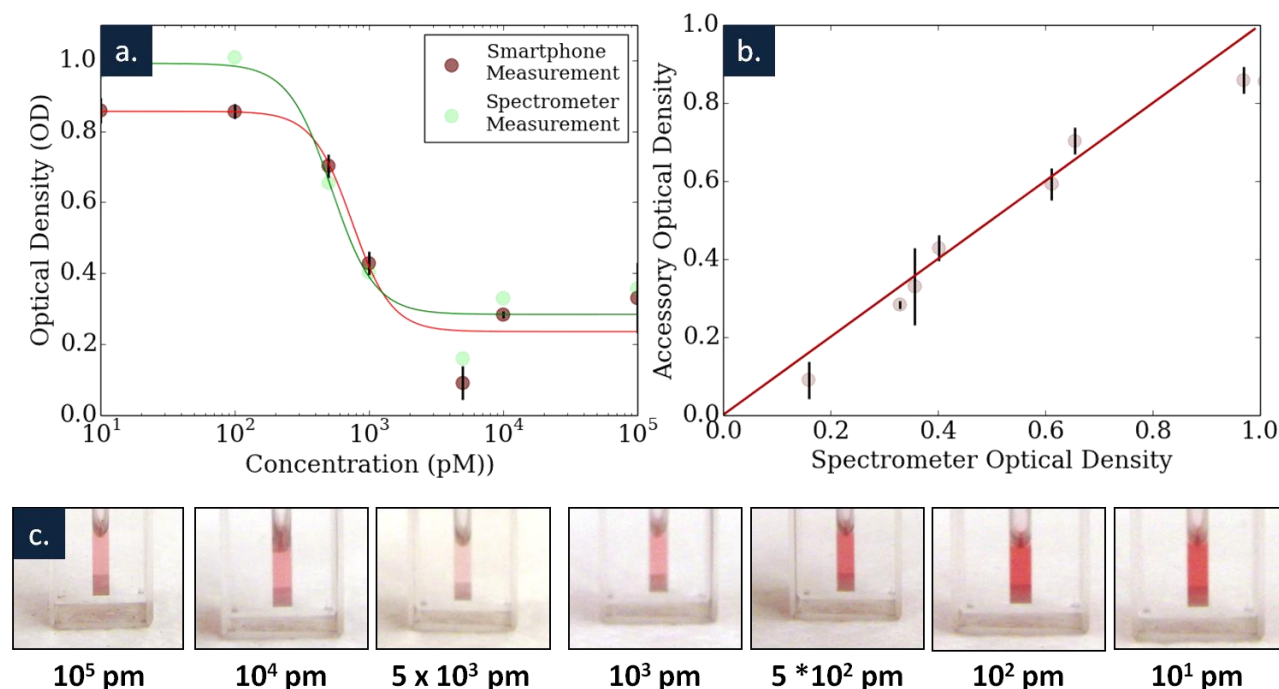 a.
1.0
0.8
0.6
0.4
0.2
0.0
Optical Density (OD)
Smartphone
Measurement
Spectrometer
Measurement
10¹ 10² 10³ 10⁴ 10⁵
Concentration (pM))
b.
1.0
0.8
0.6
0.4
0.2
0.0
Accessory Optical Density
0.0 0.2 0.4 0.6 0.8 1.0
Spectrometer Optical Density
c.
10⁵ pm 10⁴ pm 5 x 10³ pm 10³ pm 5 *10² pm 10² pm 10¹ pm